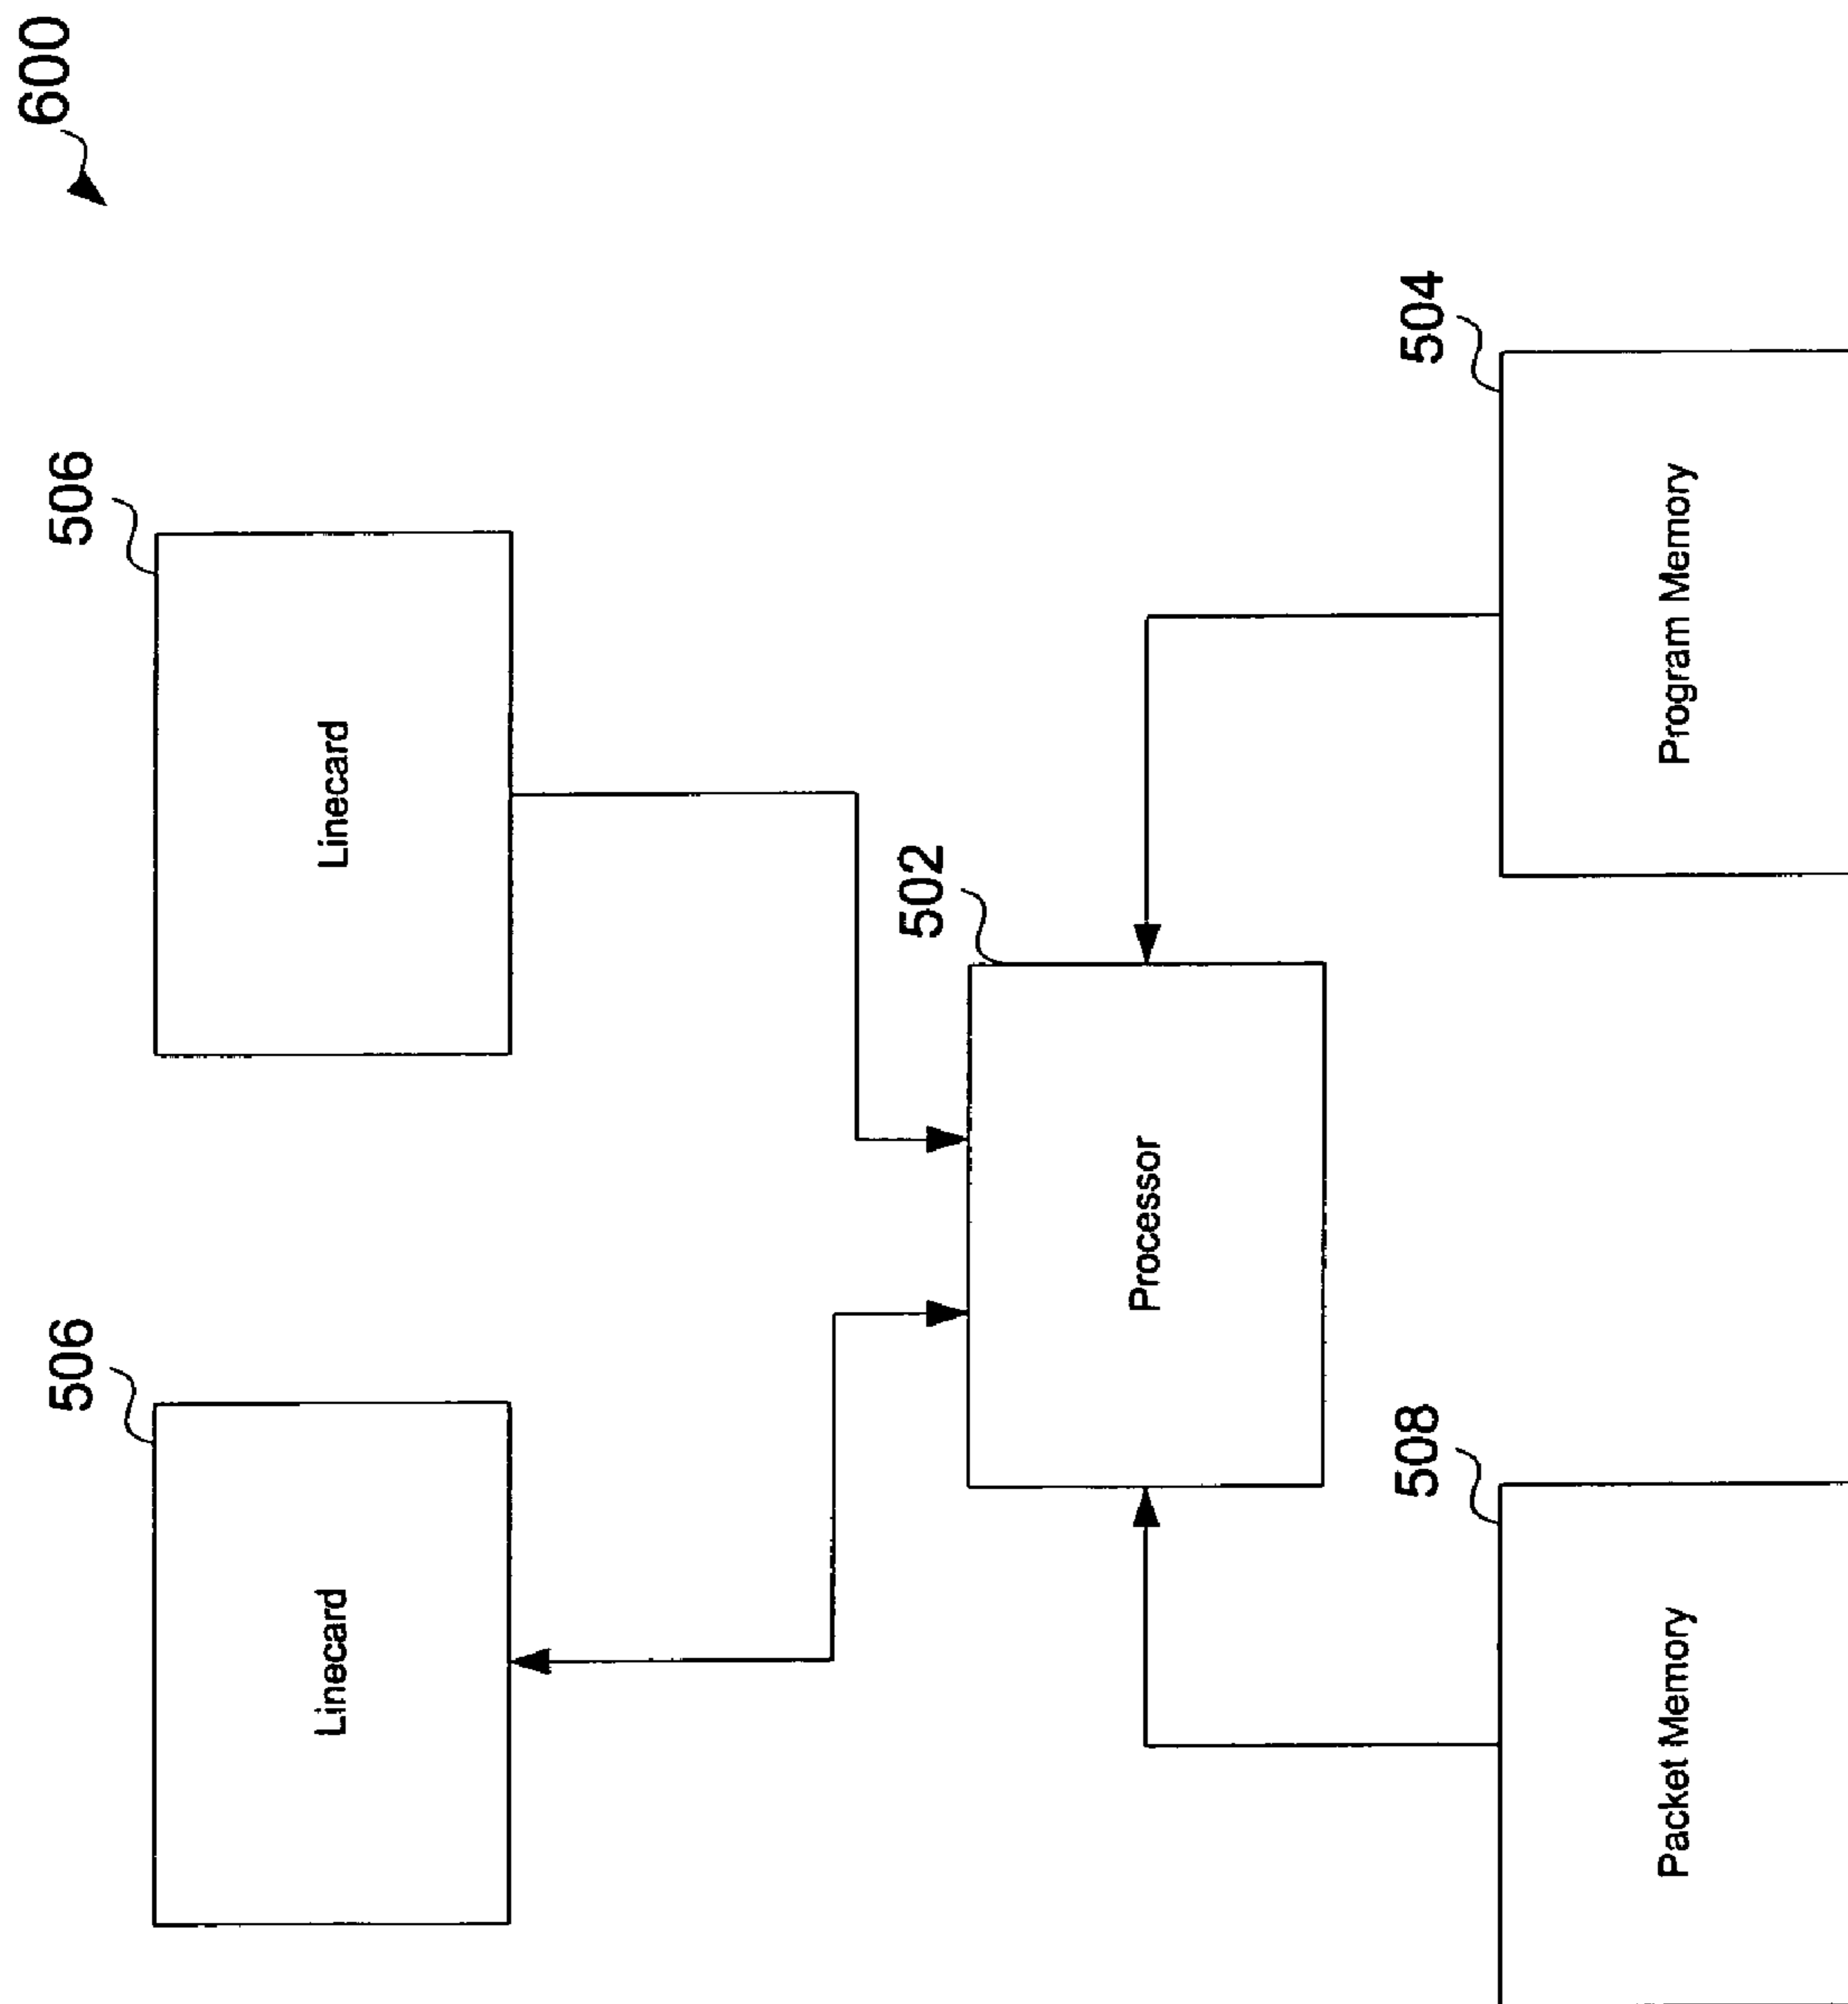 600
506
506
Linecard
Linecard
502
Processor
508
504
Packet Memory
Program Memory